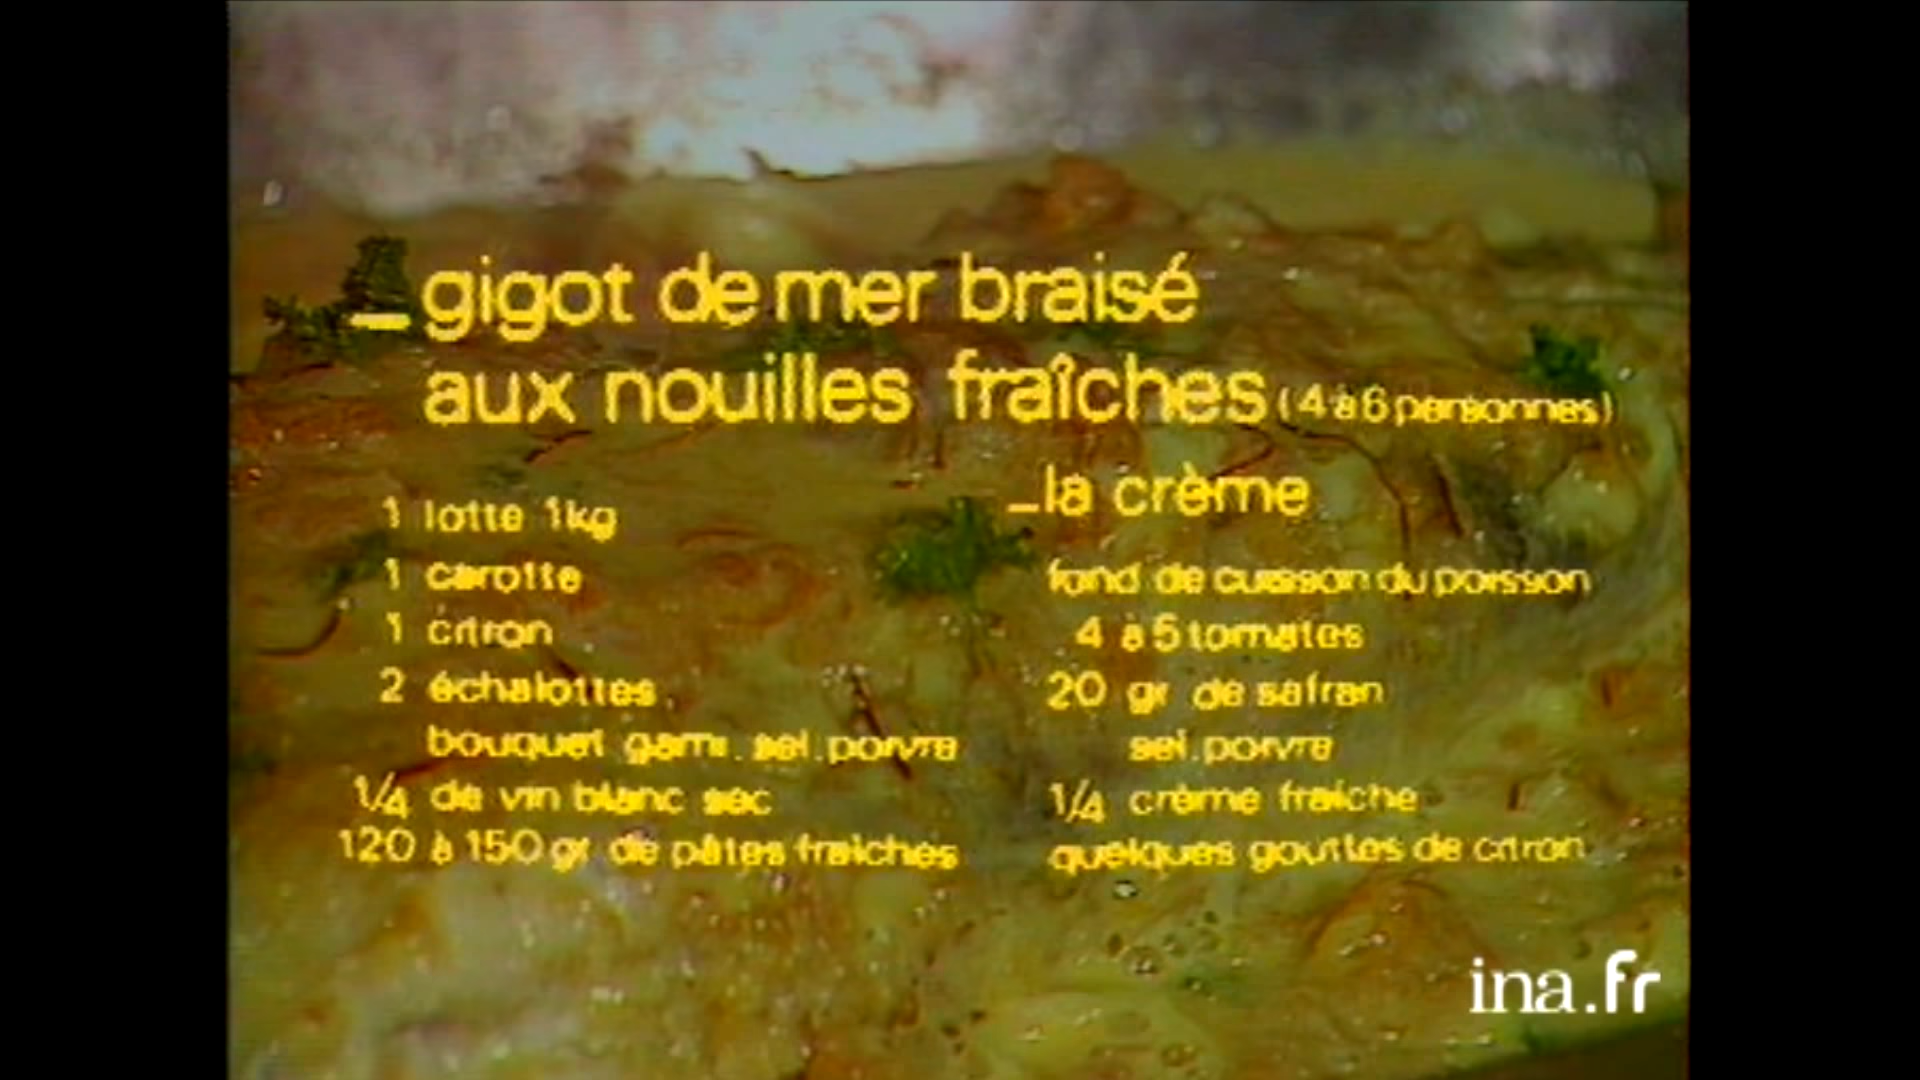 _ gigot de mer braisé
aux nouilles fraîches (4 à 6 personnes)
1 lotte 1kg
1 carotte
1 citron
2 échalottes.
bouquet garni. sel. poivre
1/4 de vin blanc sec
120 à 150 gr de pâtes fraîches
_ la crème
fond de cuisson du poisson
4 à 5 tomates
20 gr de safran
sel. poivre
1/4 crème fraîche
quelques gouttes de citron
ina.fr